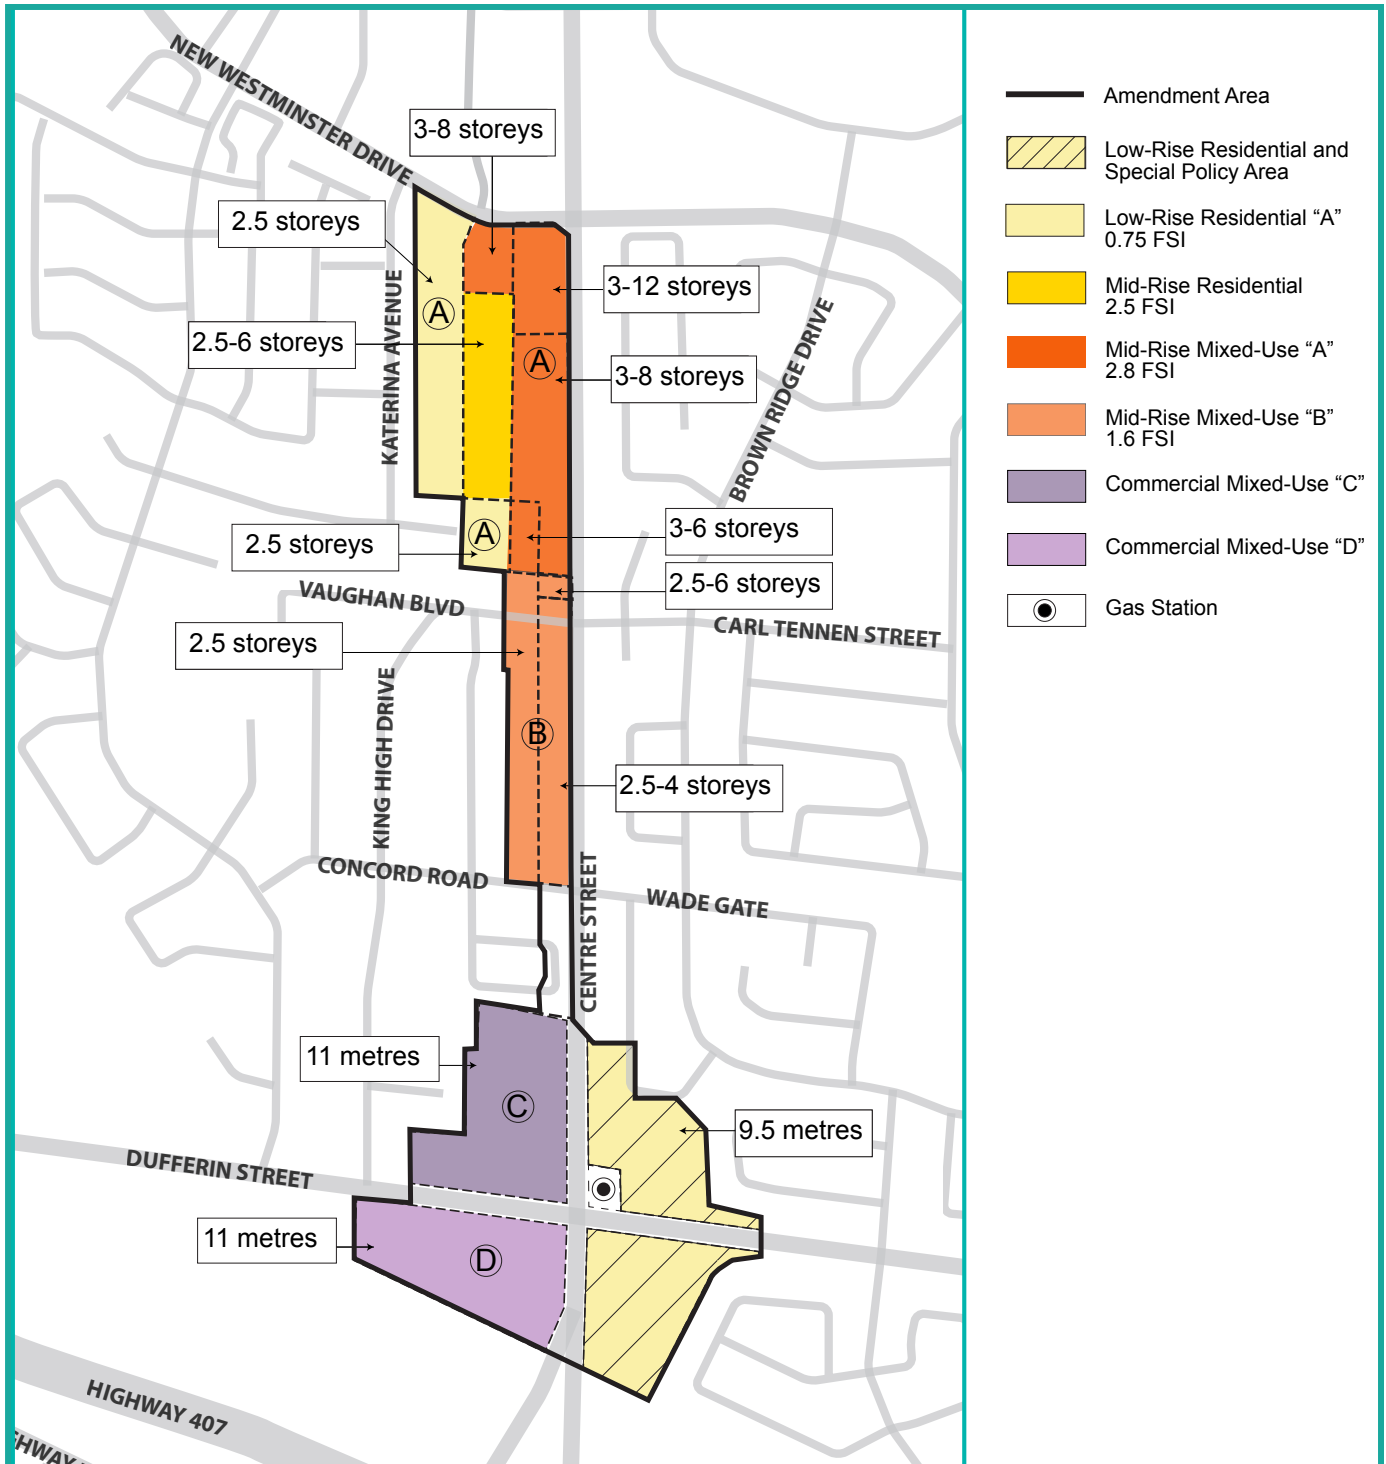 NEW WESTMINSTER DRIVE
3-8 storeys
2.5 storeys
KATERINA AVENUE
A
3-12 storeys
2.5-6 storeys
A
3-8 storeys
BROWN RIDGE DRIVE
A
3-6 storeys
2.5 storeys
2.5-6 storeys
VAUGHAN BLVD
CARL TENNEN STREET
2.5 storeys
KING HIGH DRIVE
B
2.5-4 storeys
CONCORD ROAD
WADE GATE
CENTRE STREET
11 metres
C
9.5 metres
DUFFERIN STREET
11 metres
D
HIGHWAY 407
Amendment Area
Low-Rise Residential and
Special Policy Area
Low-Rise Residential “A”
0.75 FSI
Mid-Rise Residential
2.5 FSI
Mid-Rise Mixed-Use “A”
2.8 FSI
Mid-Rise Mixed-Use “B”
1.6 FSI
Commercial Mixed-Use “C”
Commercial Mixed-Use “D”
Gas Station